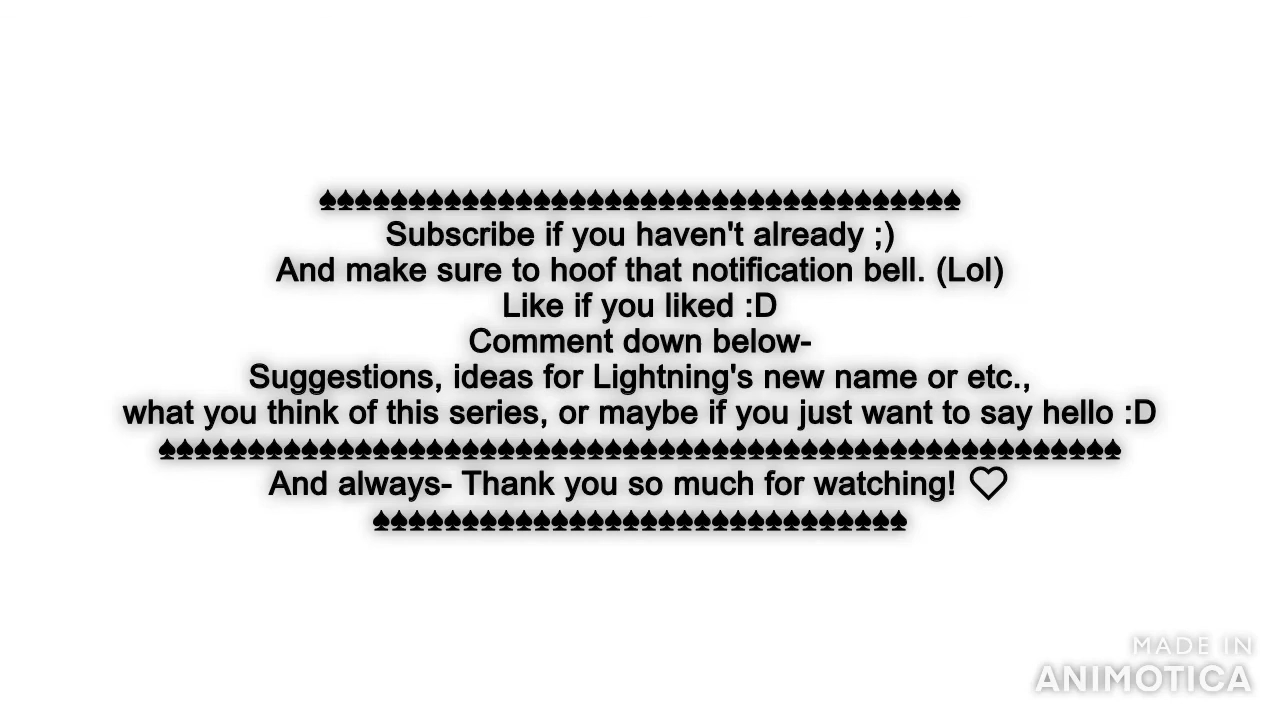 ♠♠♠♠♠♠♠♠♠♠♠♠♠♠♠♠♠♠♠♠♠♠♠♠♠♠♠♠♠♠♠♠♠♠♠♠
Subscribe if you haven't already ;)
And make sure to hoof that notification bell. (Lol)
Like if you liked :D
Comment down below-
Suggestions, ideas for Lightning's new name or etc.,
what you think of this series, or maybe if you just want to say hello :D
♠♠♠♠♠♠♠♠♠♠♠♠♠♠♠♠♠♠♠♠♠♠♠♠♠♠♠♠♠♠♠♠♠♠♠♠♠♠♠♠♠♠♠♠♠♠♠♠♠♠♠♠♠♠
And always- Thank you so much for watching! ♡
♠♠♠♠♠♠♠♠♠♠♠♠♠♠♠♠♠♠♠♠♠♠♠♠♠♠♠♠♠♠
MADE IN
ANIMOTICA